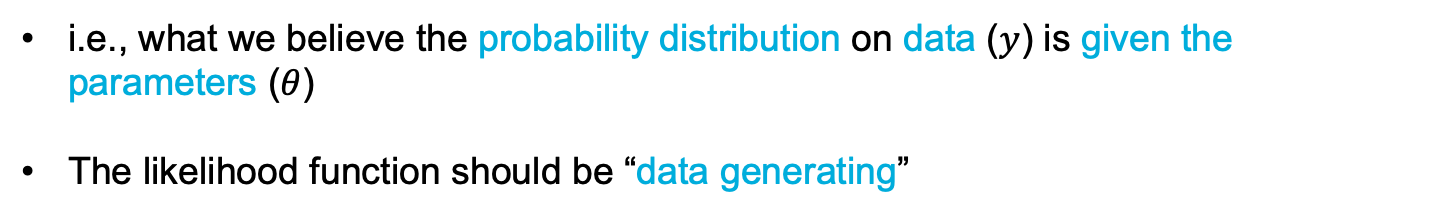 • i.e., what we believe the probability distribution on data (𝑦) is given the
parameters (𝜃)
• The likelihood function should be “data generating”